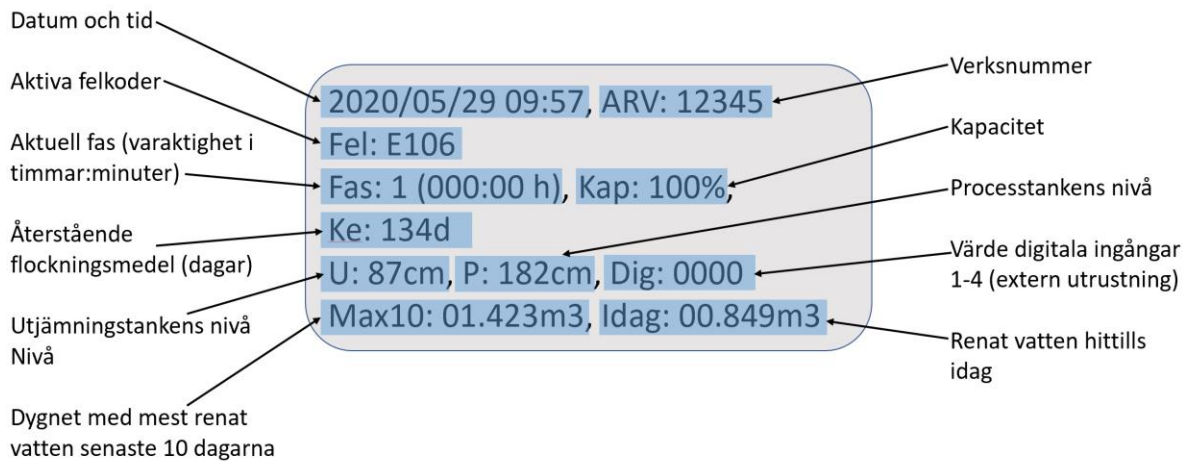 Datum och tid
Aktiva felkoder
Aktuell fas (varaktighet i
timmar:minuter)
Återstående
flockningsmedel (dagar)
Utjämningstankens nivå
Nivå
Dygnet med mest renat
vatten senaste 10 dagarna
2020/05/29 09:57, ARV: 12345
Fel: E106
Fas: 1 (000:00 h), Kap: 100%,
Ke: 134d
U: 87cm, P: 182cm, Dig: 0000
Max10: 01.423m3, Idag: 00.849m3
Verksnummer
Kapacitet
Processtankens nivå
Värde digitala ingångar
1-4 (extern utrustning)
Renat vatten hittills
idag